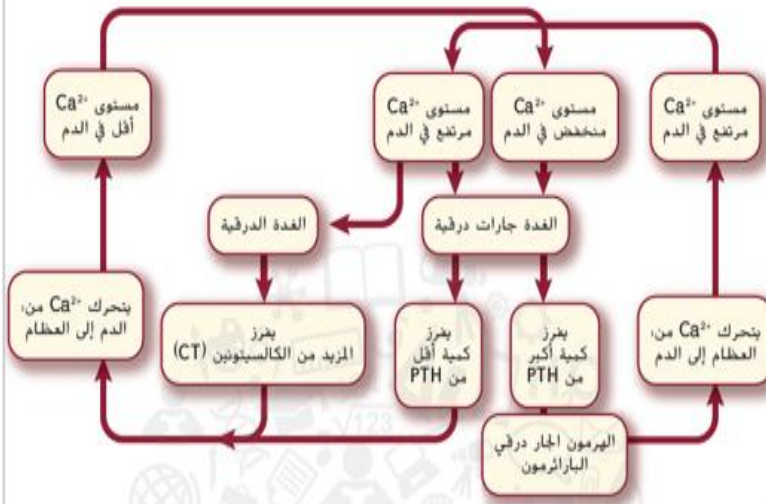 مستوى Ca²⁺
مرتفع في الدم
مستوى Ca²⁺
منخفض في الدم
مستوى Ca²⁺
مرتفع في الدم
مستوى Ca²⁺
أقل في الدم
الغدة جارات درقية
الغدة الدرقية
يتحرك Ca²⁺ من،
العظام إلى الدم
يفرز
كمية أكبر
من PTH
يفرز
كمية أقل
من PTH
يفرز
المزيد من الكالسيتونين (CT)
يتحرك Ca²⁺ من،
الدم إلى العظام
الهرمون الجار درقي
الباراثرمون
√123